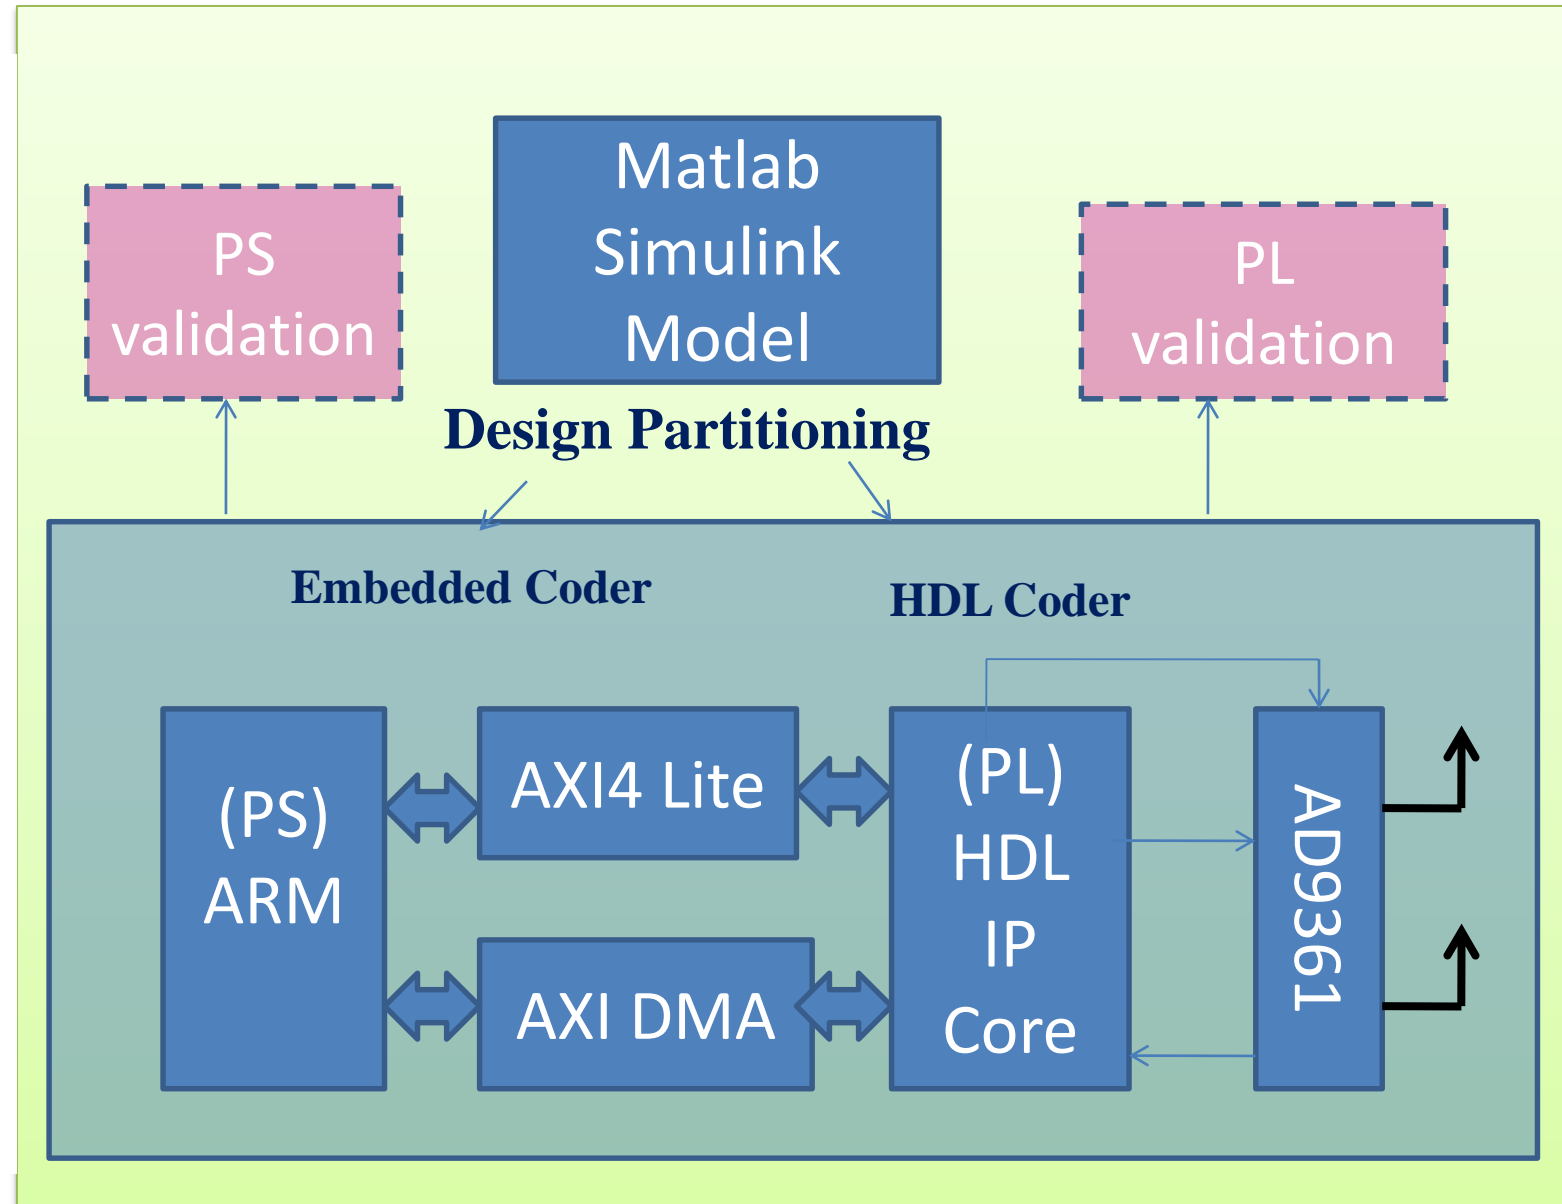 Matlab
Simulink
Model
PS
validation
PL
validation
Design Partitioning
Embedded Coder
HDL Coder
(PS)
ARM
AXI4 Lite
AXI DMA
(PL)
HDL
IP
Core
AD9361